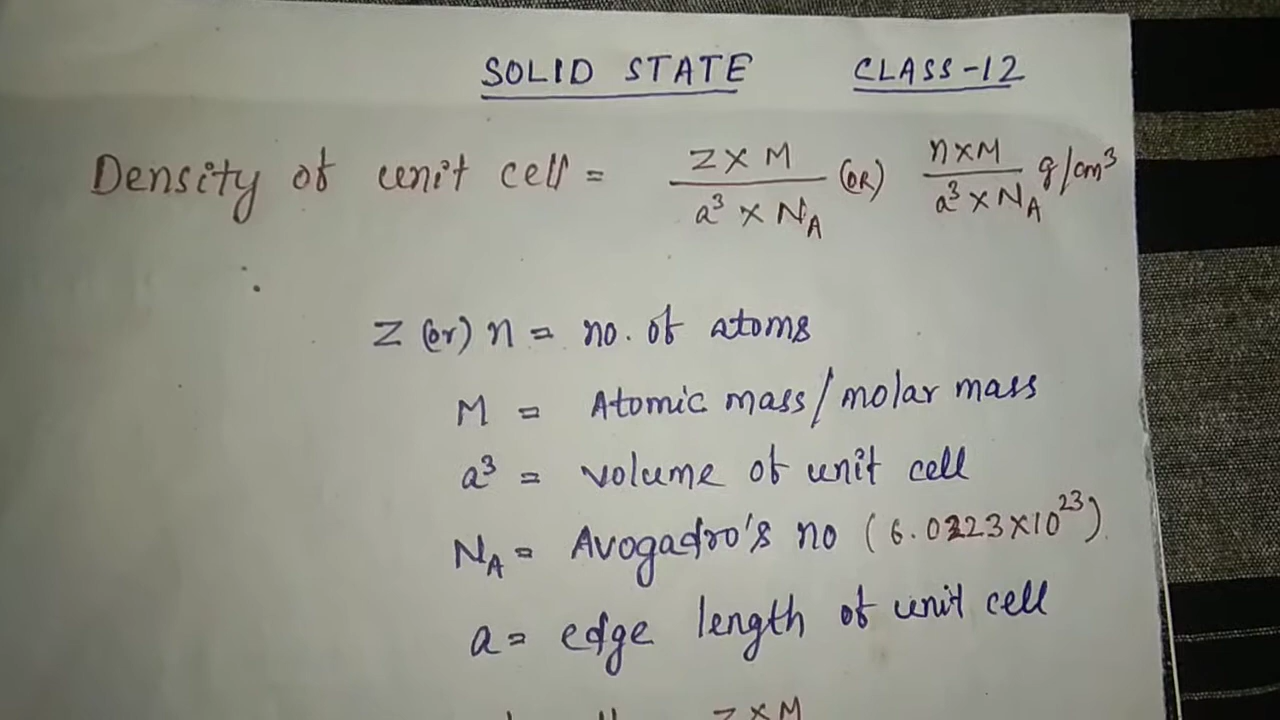 SOLID STATE CLASS-12
Density of unit cell = Z×M / a³×N_A (OR) n×M / a³×N_A g/cm³
Z (or) n = no. of atoms
M = Atomic mass/molar mass
a³ = volume of unit cell
N_A = Avogadro's no (6.0223×10²³)
a = edge length of unit cell
Z×M